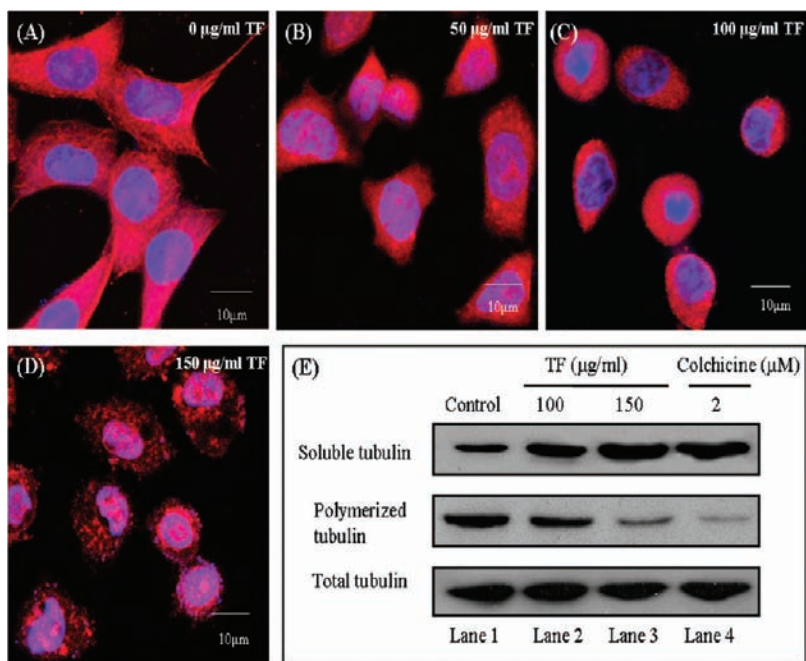 (A) 0 µg/ml TF
10µm
(B) 50 µg/ml TF
10µm
(C) 100 µg/ml TF
10µm
(D) 150 µg/ml TF
10µm
(E)
TF (µg/ml) Colchicine (µM)
Control 100 150 2
Soluble tubulin
Polymerized
tubulin
Total tubulin
Lane 1 Lane 2 Lane 3 Lane 4